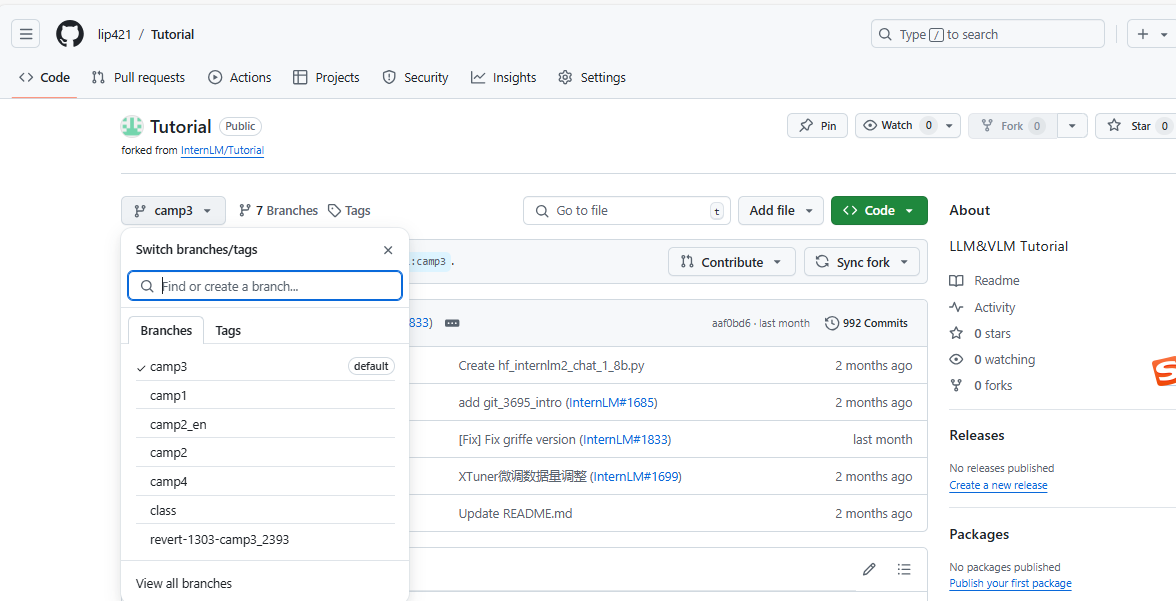 lip421 / Tutorial
Type / to search
Code
Pull requests
Actions
Projects
Security
Insights
Settings
Tutorial
Public
Pin
Watch 0
Fork 0
Star 0
forked from InternLM/Tutorial
camp3
7 Branches
Tags
Go to file
t
Add file
Code
Switch branches/tags
Find or create a branch...
Branches
Tags
camp3
default
camp1
camp2_en
camp2
camp4
class
revert-1303-camp3_2393
View all branches
:camp3 .
Contribute
Sync fork
833)
aaf0bd6 · last month
992 Commits
Create hf_internlm2_chat_1_8b.py
2 months ago
add git_3695_intro (InternLM#1685)
2 months ago
[Fix] Fix griffe version (InternLM#1833)
last month
XTuner微调数据量调整 (InternLM#1699)
2 months ago
Update README.md
2 months ago
About
LLM&VLM Tutorial
Readme
Activity
0 stars
0 watching
0 forks
Releases
No releases published
Create a new release
Packages
No packages published
Publish your first package